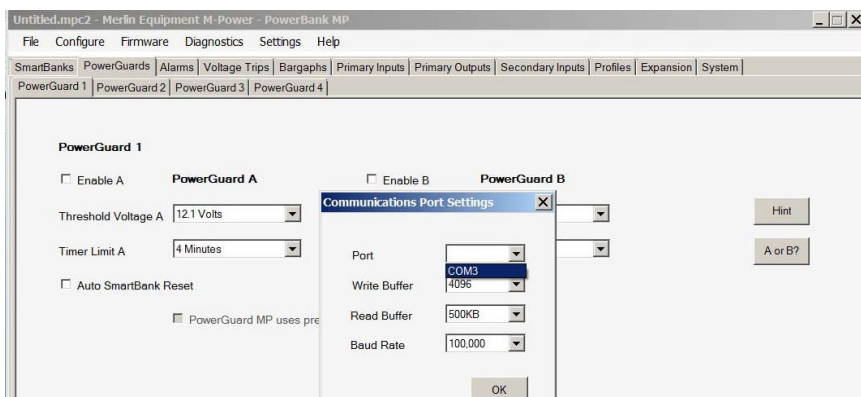 Untitled.mpc2 - Merlin Equipment M-Power - PowerBank MP
File Configure Firmware Diagnostics Settings Help
SmartBanks PowerGuards Alarms Voltage Trips Bargaphs Primary Inputs Primary Outputs Secondary Inputs Profiles Expansion System
PowerGuard 1 PowerGuard 2 PowerGuard 3 PowerGuard 4
PowerGuard 1
Enable A PowerGuard A Enable B PowerGuard B
Communications Port Settings
Threshold Voltage A 12.1 Volts Hint
Timer Limit A 4 Minutes A or B?
Port
COM3
Auto SmartBank Reset
Write Buffer 4096
PowerGuard MP uses pre
Read Buffer 500KB
Baud Rate 100,000
OK